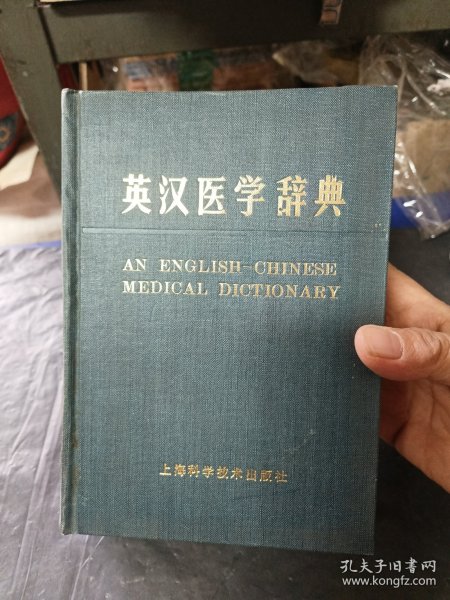 英汉医学辞典
AN ENGLISH-CHINESE
MEDICAL DICTIONARY
上海科学技术出版社
孔夫子旧书网
www.kongfz.com